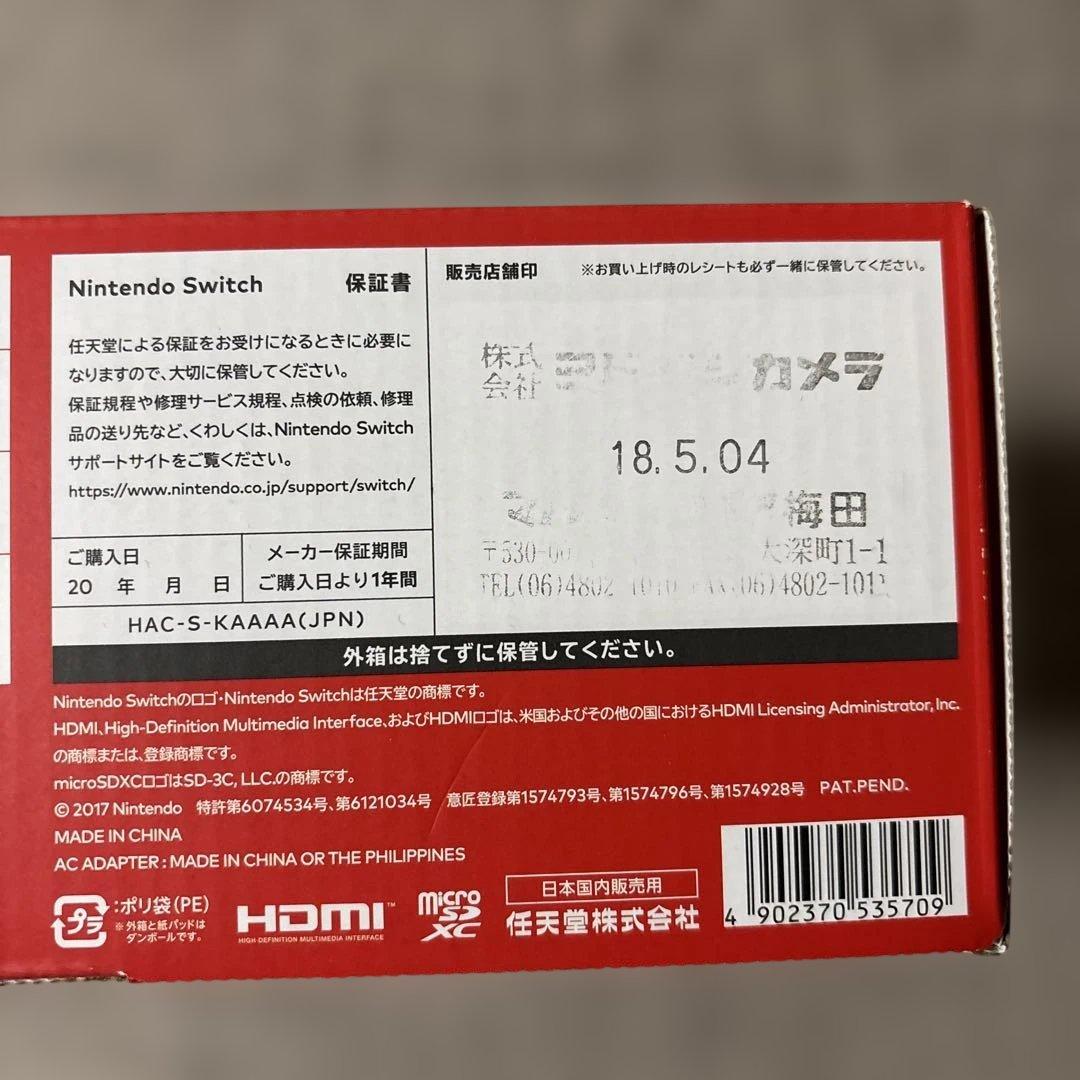 Nintendo Switch 保証書
任天堂による保証をお受けになるときに必要に
なりますので、大切に保管してください。
保証規程や修理サービス規程、点検の依頼、修理
品の送り先など、くわしくは、Nintendo Switch
サポートサイトをご覧ください。
https://www.nintendo.co.jp/support/switch/
ご購入日
20 年 月 日
メーカー保証期間
ご購入日より1年間
HAC-S-KAAAA(JPN)
販売店舗印 ※お買い上げ時のレシートも必ず一緒に保管してください。
株式
会社
カメラ
18.5.04
梅田
大深町1-1
TEL(06)4802 (06)4802-101
外箱は捨てずに保管してください。
Nintendo Switchのロゴ・Nintendo Switchは任天堂の商標です。
HDMI、High-Definition Multimedia Interface、およびHDMIロゴは、米国およびその他の国におけるHDMI Licensing Administrator, Inc.
の商標または、登録商標です。
microSDXCロゴはSD-3C, LLC.の商標です。
© 2017 Nintendo 特許第6074534号、第6121034号 意匠登録第1574793号、第1574796号、第1574928号 PAT.PEND.
MADE IN CHINA
AC ADAPTER : MADE IN CHINA OR THE PHILIPPINES
プラ
:ポリ袋(PE)
※ 外箱と紙パッドは
ダンボールです。
HDMI™
HIGH-DEFINITION MULTIMEDIA INTERFACE
micro
SD
XC
日本国内販売用
任天堂株式会社
4 902370 535709